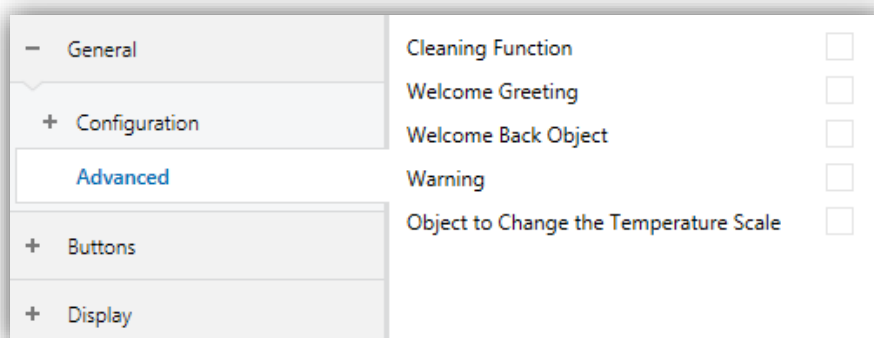 General
Configuration
Advanced
Buttons
Display
Cleaning Function
Welcome Greeting
Welcome Back Object
Warning
Object to Change the Temperature Scale